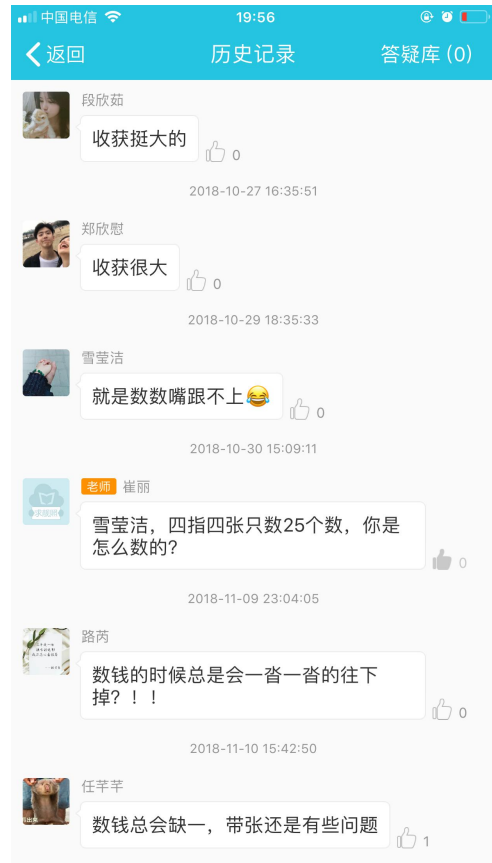 中国电信 19:56
返回 历史记录 答疑库 (0)
段欣茹
收获挺大的
0
2018-10-27 16:35:51
郑欣慰
收获很大
0
2018-10-29 18:35:33
雪莹洁
就是数数嘴跟不上😂
0
2018-10-30 15:09:11
老师 崔丽
雪莹洁，四指四张只数25个数，你是
怎么数的?
0
2018-11-09 23:04:05
路芮
数钱的时候总是会一沓一沓的往下
掉？！！
0
2018-11-10 15:42:50
任芊芊
数钱总会缺一，带张还是有些问题
1